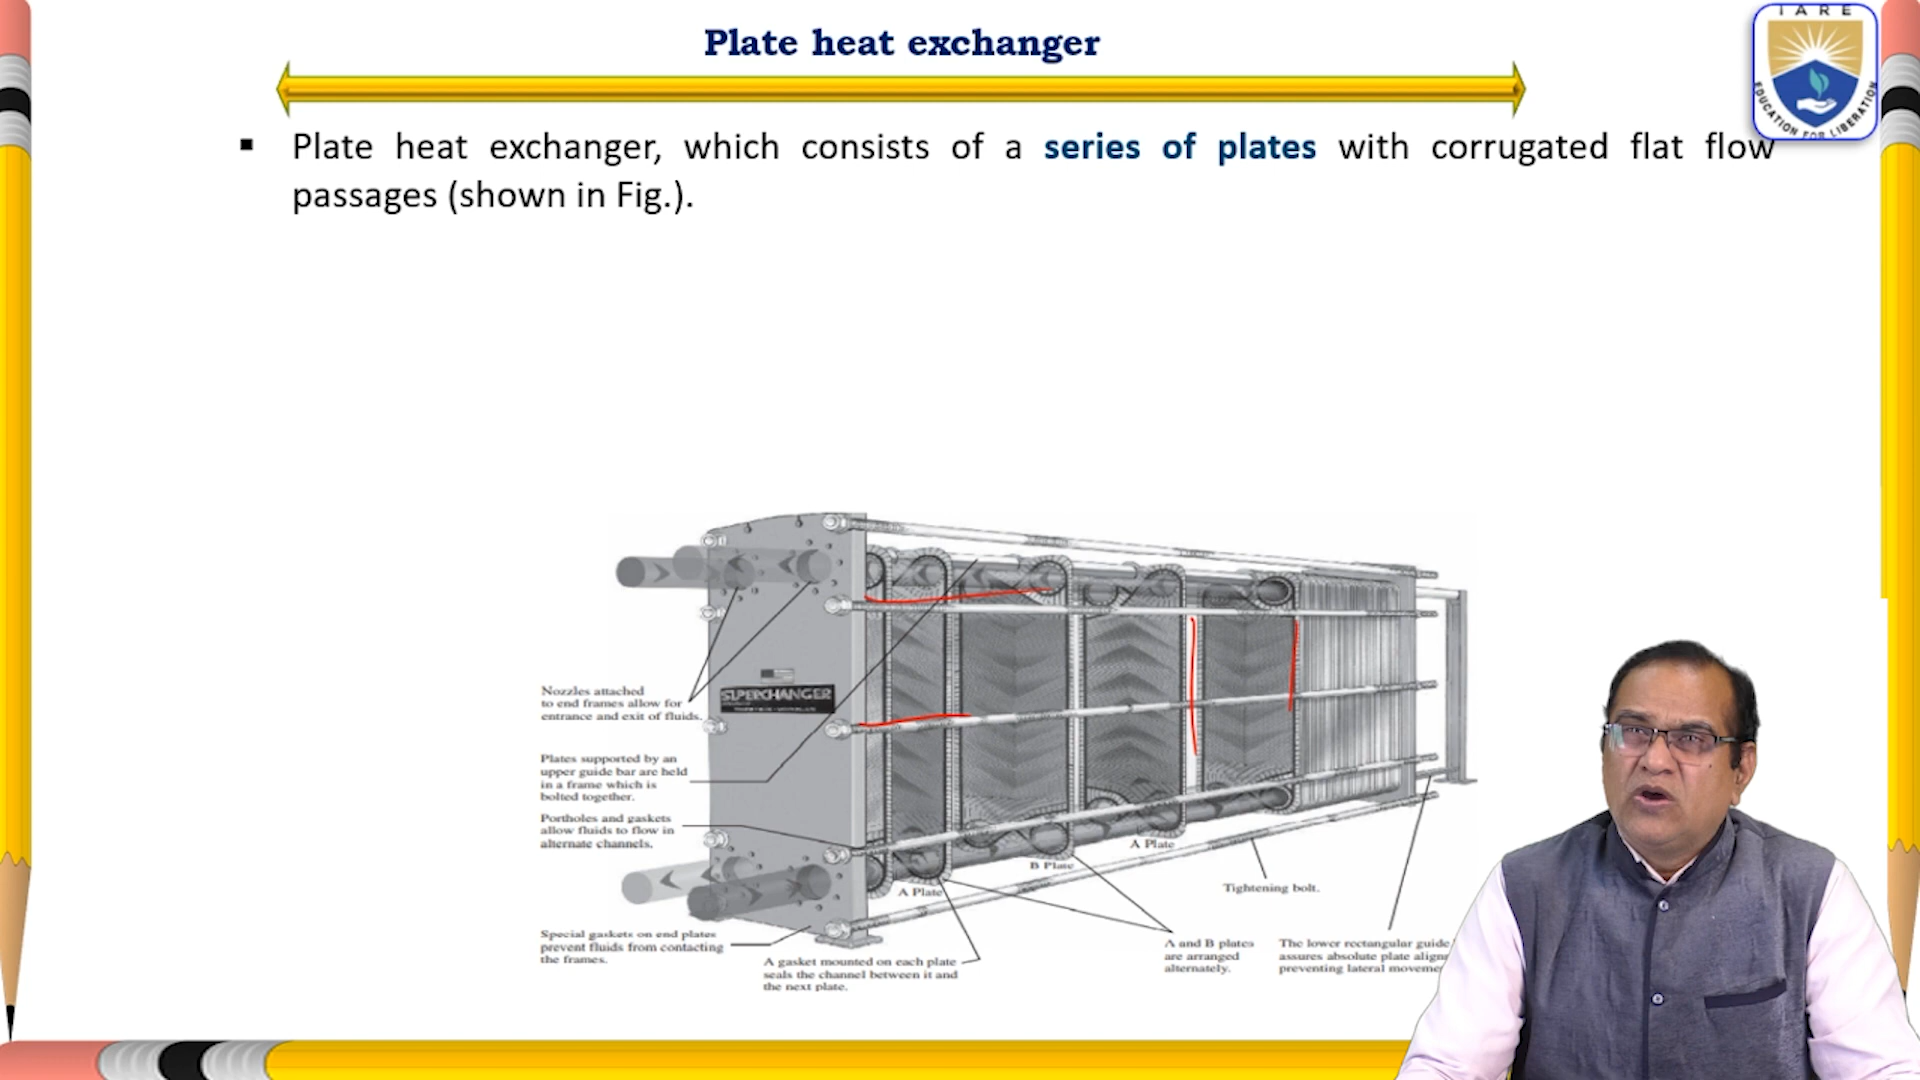 Plate heat exchanger
IARE
EDUCATION FOR LIBERATION
▪ Plate heat exchanger, which consists of a series of plates with corrugated flat flow
passages (shown in Fig.).
SUPERCHANGER
Nozzles attached
to end frames allow for
entrance and exit of fluids.
Plates supported by an
upper guide bar are held
in a frame which is
bolted together.
Portholes and gaskets
allow fluids to flow in
alternate channels.
A Plate
B Plate
A Plate
Tightening bolt.
Special gaskets on end plates
prevent fluids from contacting
the frames.
A gasket mounted on each plate
seals the channel between it and
the next plate.
A and B plates
are arranged
alternately.
The lower rectangular guide
assures absolute plate
preventing lateral